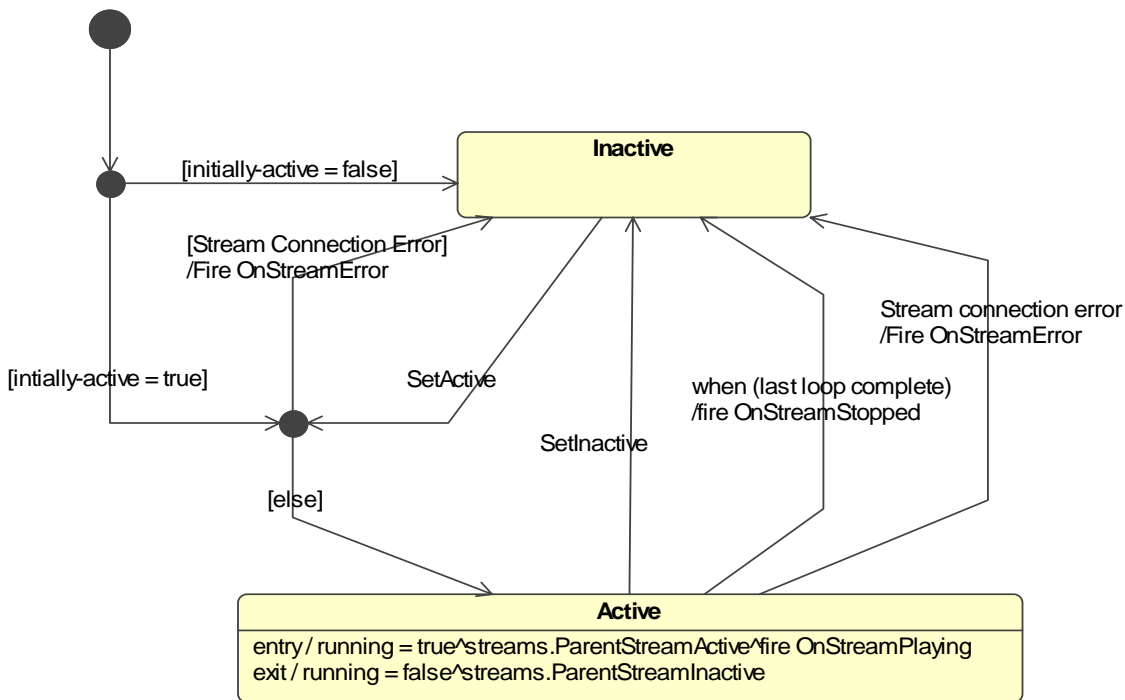 Inactive
[initially-active = false]
[Stream Connection Error]
/Fire OnStreamError
Stream connection error
/Fire OnStreamError
[intially-active = true]
SetActive
when (last loop complete)
/fire OnStreamStopped
SetInactive
[else]
Active
entry / running = true^streams.ParentStreamActive^fire OnStreamPlaying
exit / running = false^streams.ParentStreamInactive